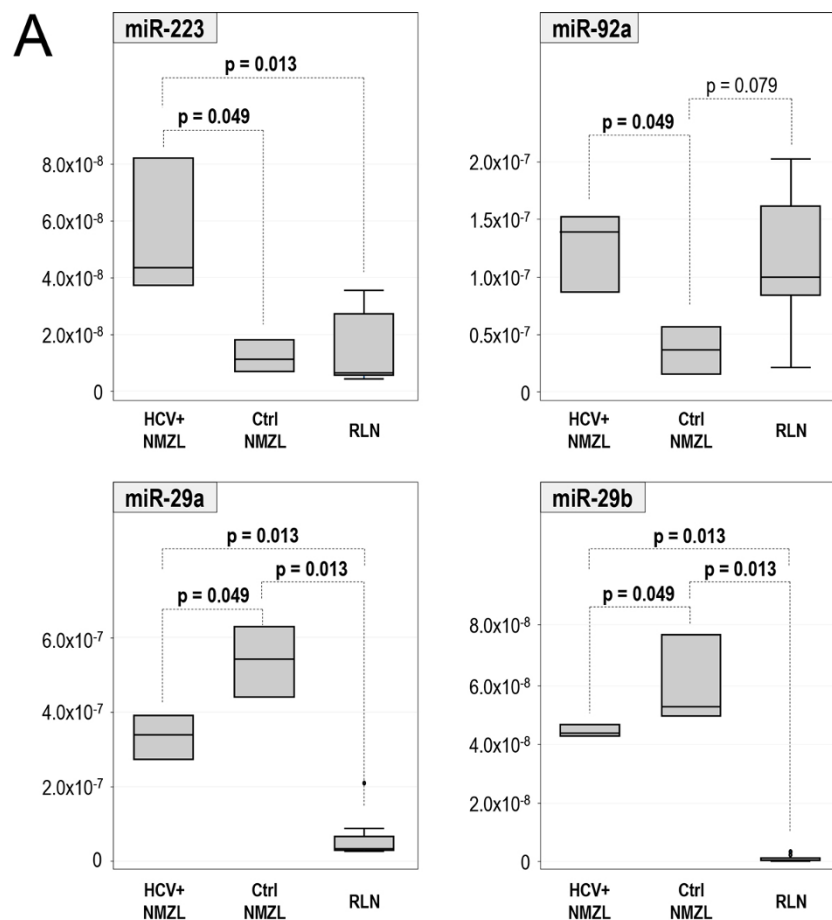 A
miR-223
p = 0.013
p = 0.049
8.0x10⁻⁸
6.0x10⁻⁸
4.0x10⁻⁸
2.0x10⁻⁸
0
HCV+ NMZL
Ctrl NMZL
RLN
miR-92a
p = 0.079
p = 0.049
2.0x10⁻⁷
1.5x10⁻⁷
1.0x10⁻⁷
0.5x10⁻⁷
0
HCV+ NMZL
Ctrl NMZL
RLN
miR-29a
p = 0.013
p = 0.013
p = 0.049
6.0x10⁻⁷
4.0x10⁻⁷
2.0x10⁻⁷
0
HCV+ NMZL
Ctrl NMZL
RLN
miR-29b
p = 0.013
p = 0.013
p = 0.049
8.0x10⁻⁸
6.0x10⁻⁸
4.0x10⁻⁸
2.0x10⁻⁸
0
HCV+ NMZL
Ctrl NMZL
RLN